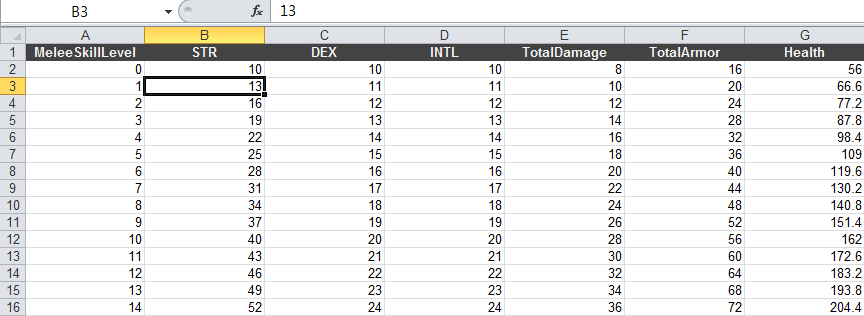 B3 fx 13
A B C D E F G
1 MeleeSkillLevel STR DEX INTL TotalDamage TotalArmor Health
2 0 10 10 10 8 16 56
3 1 13 11 11 10 20 66.6
4 2 16 12 12 12 24 77.2
5 3 19 13 13 14 28 87.8
6 4 22 14 14 16 32 98.4
7 5 25 15 15 18 36 109
8 6 28 16 16 20 40 119.6
9 7 31 17 17 22 44 130.2
10 8 34 18 18 24 48 140.8
11 9 37 19 19 26 52 151.4
12 10 40 20 20 28 56 162
13 11 43 21 21 30 60 172.6
14 12 46 22 22 32 64 183.2
15 13 49 23 23 34 68 193.8
16 14 52 24 24 36 72 204.4